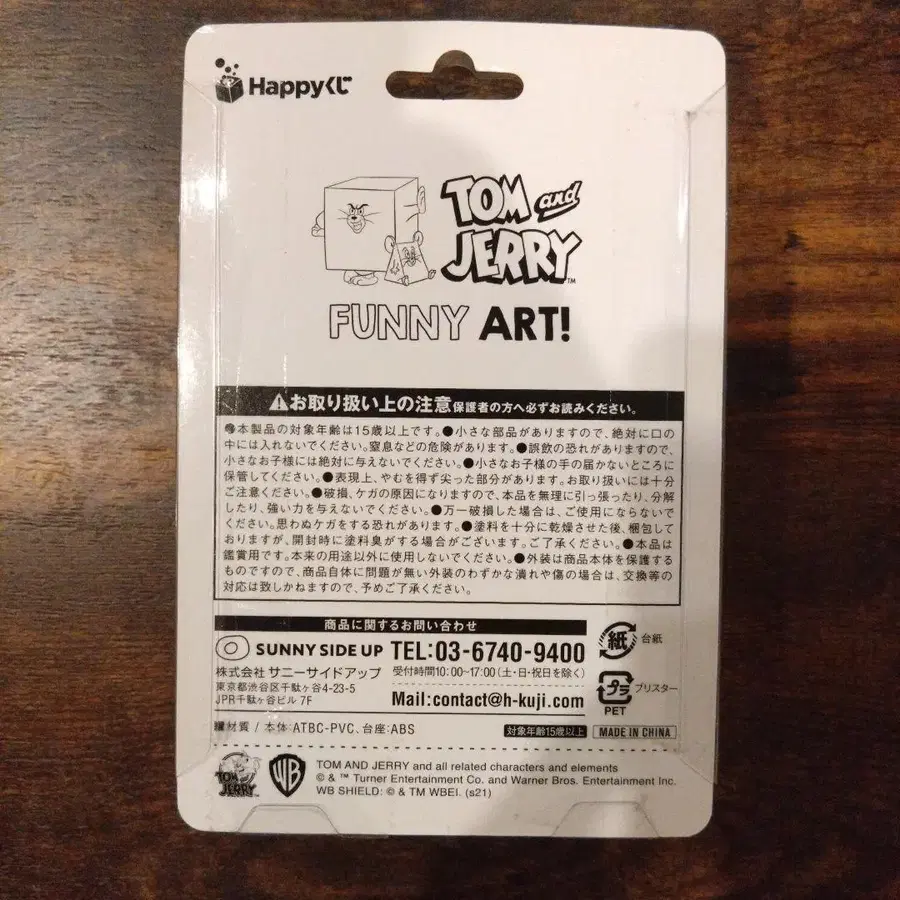 Happyくじ
TOM and
JERRY™
FUNNY ART!
⚠お取り扱い上の注意 保護者の方へ必ずお読みください。
●本製品の対象年齢は15歳以上です。●小さな部品がありますので、絶対に口の
中には入れないでください。窒息などの危険があります。●誤飲の恐れがありますので、
小さなお子様には絶対に与えないでください。●小さなお子様の手の届かないところに
保管してください。●表現上、やむを得ず尖った部分があります。お取り扱いには十分
ご注意ください。●破損、ケガの原因になりますので、本品を無理に引っ張ったり、分解
したり、強い力を与えないでください。●万一破損した場合は、ご使用にならないで
ください。思わぬケガをする恐れがあります。●塗料を十分に乾燥させた後、梱包して
おりますが、開封時に塗料臭がする場合がございます。ご了承ください。●本品は
鑑賞用です。本来の用途以外に使用しないでください。●外装は商品本体を保護する
ものですので、商品自体に問題が無い外装のわずかな潰れや傷の場合は、交換等の
対応は致しかねますので、予めご了承ください。
商品に関するお問い合わせ
SUNNY SIDE UP TEL:03-6740-9400
株式会社 サニーサイドアップ 受付時間10:00~17:00(土・日・祝日を除く)
東京都渋谷区千駄ヶ谷4-23-5
JPR千駄ヶ谷ビル 7F Mail:contact@h-kuji.com
紙 台紙
プラ ブリスター
PET
材質 / 本体:ATBC-PVC、台座:ABS 対象年齢15歳以上 MADE IN CHINA
TOM and JERRY
WB
TOM AND JERRY and all related characters and elements
© & ™ Turner Entertainment Co. and Warner Bros. Entertainment Inc.
WB SHIELD: © & TM WBEI. (s21)